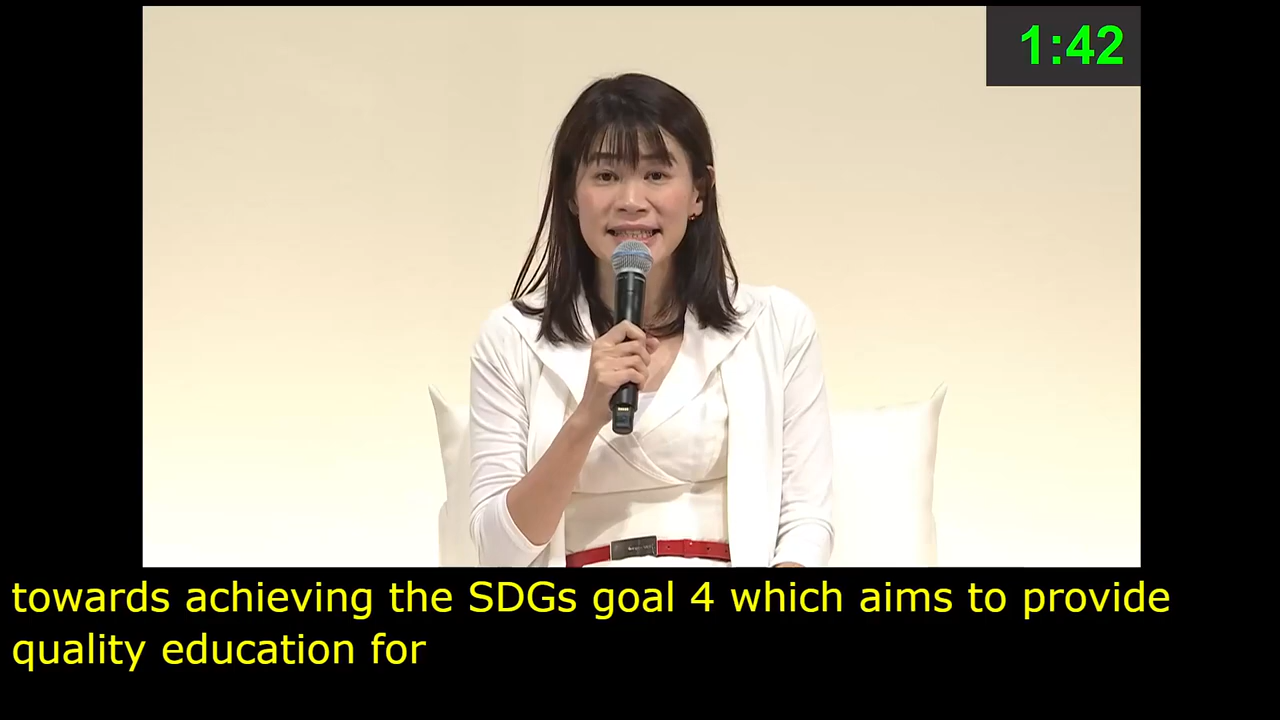 1:42
towards achieving the SDGs goal 4 which aims to provide
quality education for